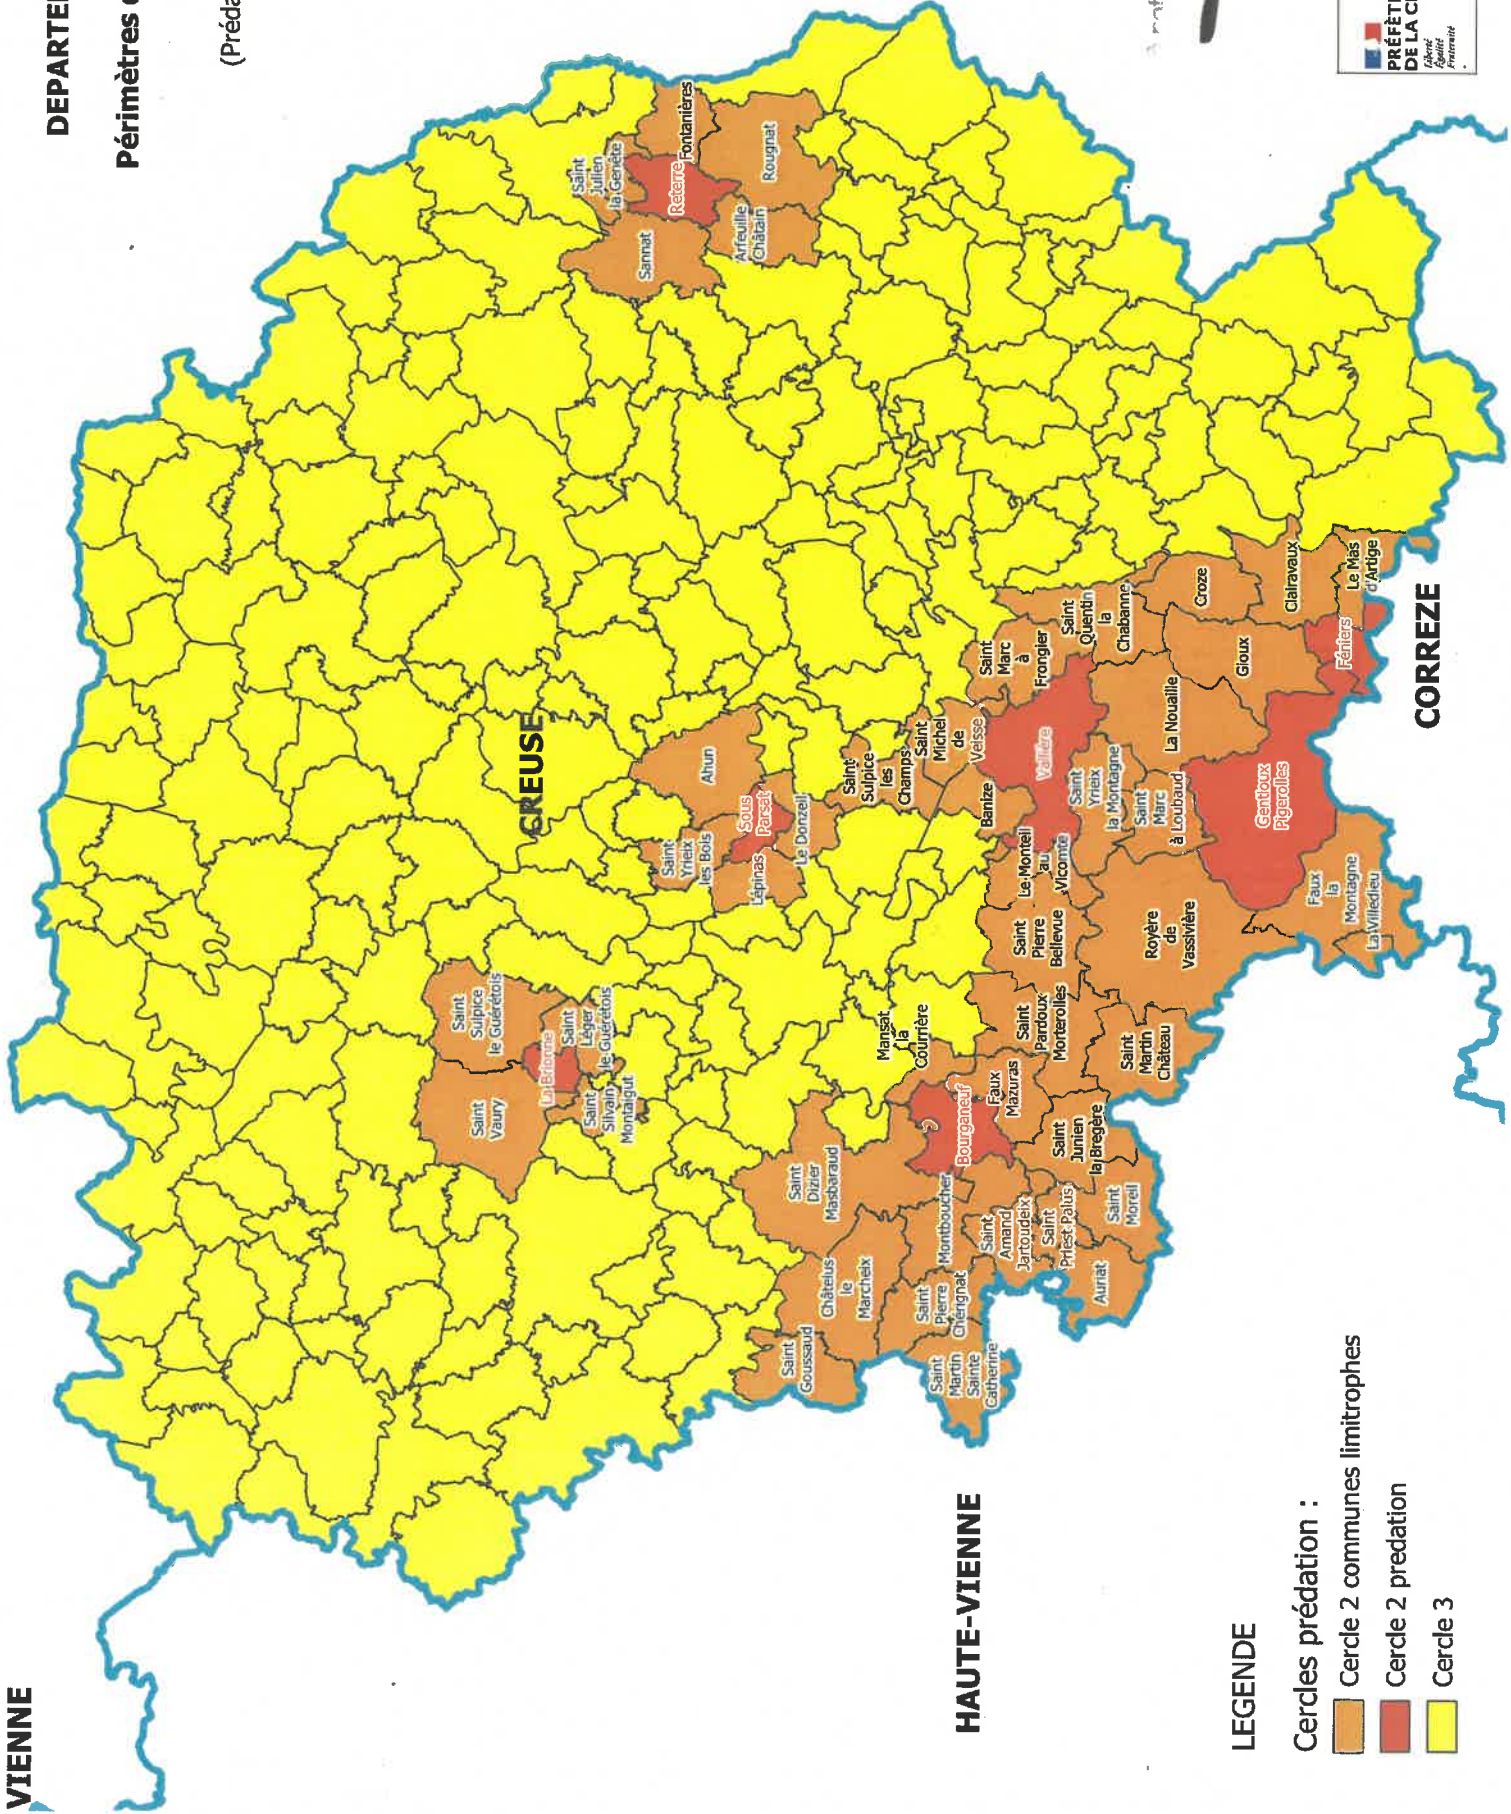 VIENNE
DEPARTE
Périmètres
(Préda
CREUSE
HAUTE-VIENNE
CORREZE
Saint
Julien
la Genête
Fontanières
Reterre
Rougnat
Sannat
Arfeuille
Châtain
Saint
Sulpice
le Guérétois
Saint
Vaury
La Brionne
Saint
Léger
le Guérétois
Saint
Silvain
Montaigut
Ahun
Saint
Yrieix
les Bois
Sous
Parsat
Lépinas
Le Donzeil
Saint
Sulpice
les
Champs
Saint
Michel
de
Veisse
Banize
Saint
Marc
à
Frongier
Saint
Quentin
la
Chabanne
Vallière
Croze
Clairavaux
Le Mas
d'Artige
Féniers
Gioux
La Nouaille
Saint
Yrieix
la Montagne
Saint
Marc
à Loubaud
Gentioux
Pigerolles
Le Monteil
au
Vicomte
Saint
Pierre
Bellevue
Royère
de
Vassivière
Faux
la
Montagne
La Villedieu
Mansat
la
Courrière
Saint
Pardoux
Morterolles
Saint
Martin
Château
Bourganeuf
Faux
Mazuras
Saint
Junien
la Bregère
Saint
Dizier
Masbaraud
Montboucher
Saint
Amand
Jartoudeix
Saint
Priest Palus
Saint
Moreil
Auriat
Châtelus
le
Marcheix
Saint
Pierre
Chérignat
Saint
Goussaud
Saint
Martin
Sainte
Catherine
LEGENDE
Cercles prédation :
Cercle 2 communes limitrophes
Cercle 2 predation
Cercle 3
PRÉFÈT
DE LA C
Liberté
Égalité
Fraternité